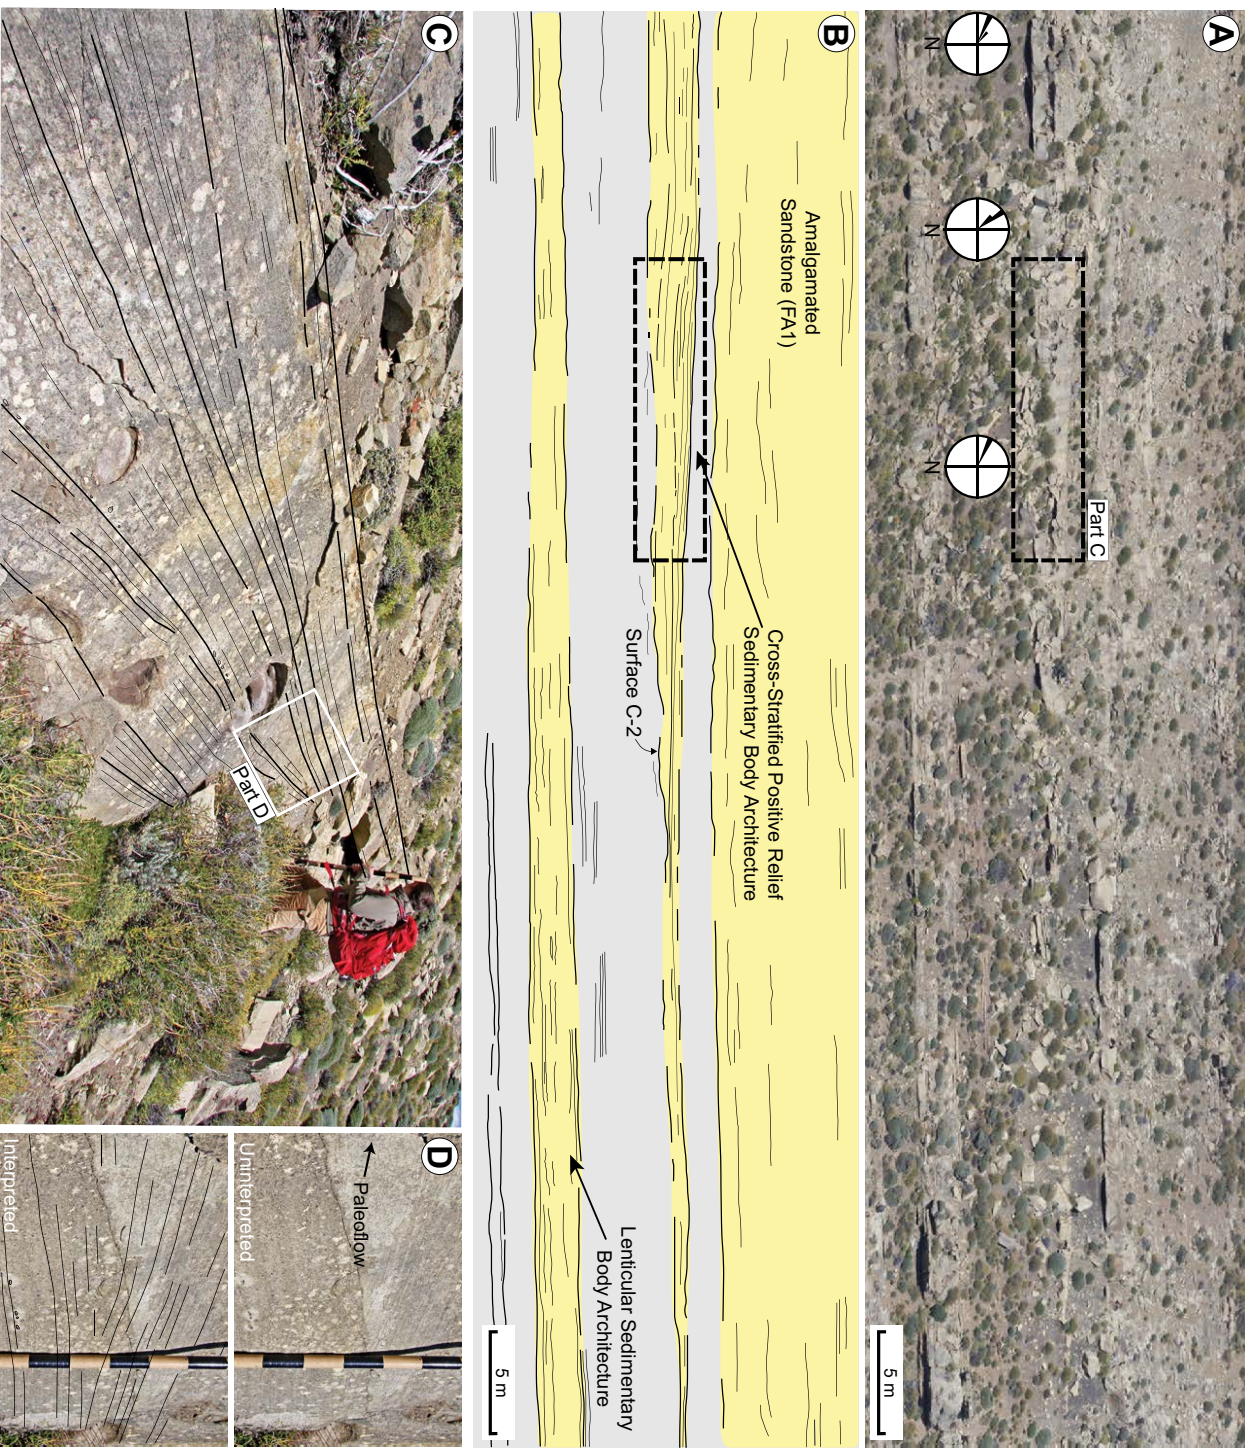 A
N
N
N
Part C
5 m
B
Amalgamated
Sandstone (FA1)
Cross-Stratified Positive Relief
Sedimentary Body Architecture
Surface C-2
Lenticular Sedimentary
Body Architecture
5 m
C
Part D
D
Paleoflow
Uninterpreted
Interpreted